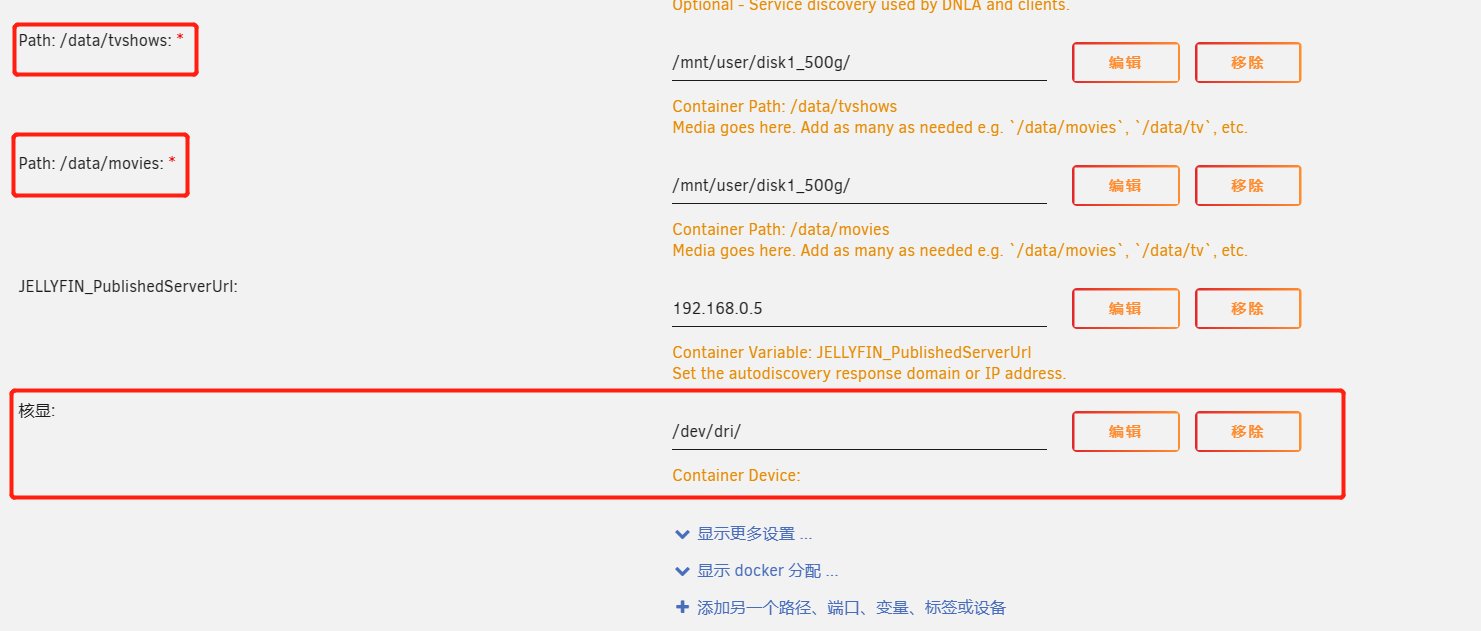 Optional - Service discovery used by DNLA and clients.
Path: /data/tvshows: *
/mnt/user/disk1_500g/
编辑
移除
Container Path: /data/tvshows
Media goes here. Add as many as needed e.g. `/data/movies`, `/data/tv`, etc.
Path: /data/movies: *
/mnt/user/disk1_500g/
编辑
移除
Container Path: /data/movies
Media goes here. Add as many as needed e.g. `/data/movies`, `/data/tv`, etc.
JELLYFIN_PublishedServerUrl:
192.168.0.5
编辑
移除
Container Variable: JELLYFIN_PublishedServerUrl
Set the autodiscovery response domain or IP address.
核显:
/dev/dri/
编辑
移除
Container Device:
显示更多设置 ...
显示 docker 分配 ...
添加另一个路径、端口、变量、标签或设备